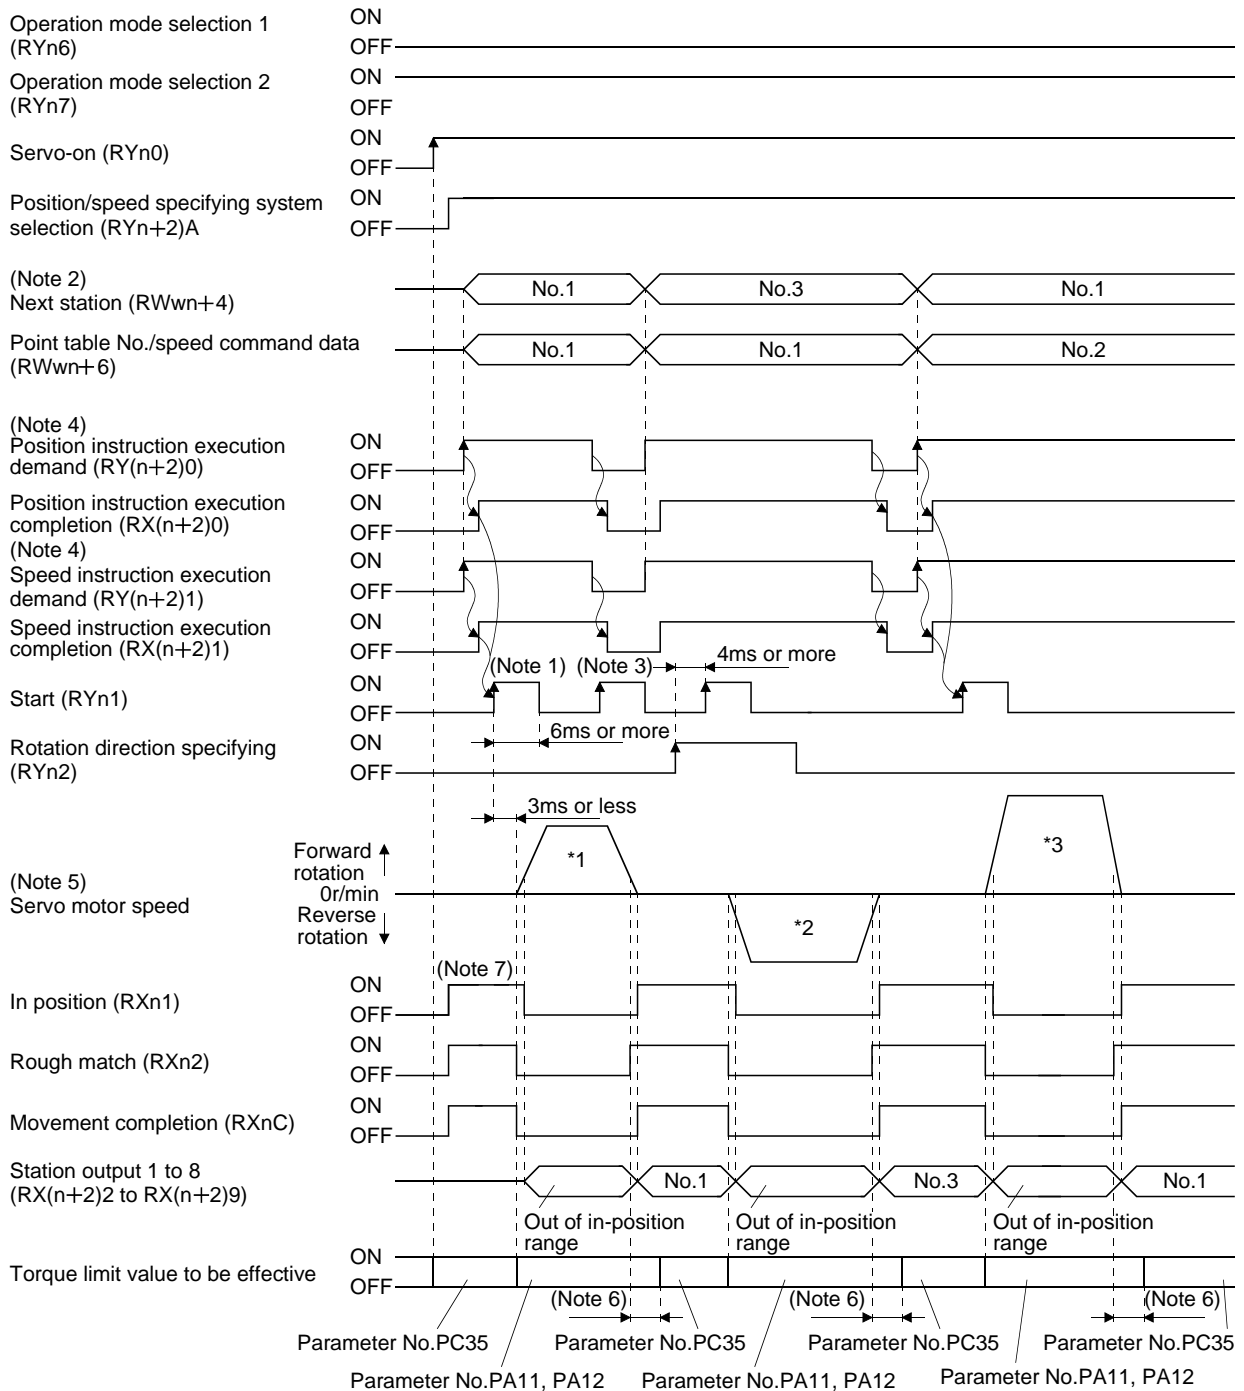 Operation mode selection 1
(RYn6)
ON
OFF
Operation mode selection 2
(RYn7)
ON
OFF
Servo-on (RYn0)
ON
OFF
Position/speed specifying system
selection (RYn+2)A
ON
OFF
(Note 2)
Next station (RWwn+4)
No.1
No.3
No.1
Point table No./speed command data
(RWwn+6)
No.1
No.1
No.2
(Note 4)
Position instruction execution
demand (RY(n+2)0)
ON
OFF
Position instruction execution
completion (RX(n+2)0)
ON
OFF
(Note 4)
Speed instruction execution
demand (RY(n+2)1)
ON
OFF
Speed instruction execution
completion (RX(n+2)1)
ON
OFF
(Note 1)
(Note 3)
4ms or more
Start (RYn1)
ON
OFF
6ms or more
Rotation direction specifying
(RYn2)
ON
OFF
3ms or less
(Note 5)
Servo motor speed
Forward
rotation
0r/min
Reverse
rotation
*1
*2
*3
(Note 7)
In position (RXn1)
ON
OFF
Rough match (RXn2)
ON
OFF
Movement completion (RXnC)
ON
OFF
Station output 1 to 8
(RX(n+2)2 to RX(n+2)9)
No.1
No.3
No.1
Out of in-position
range
Out of in-position
range
Out of in-position
range
Torque limit value to be effective
ON
OFF
(Note 6)
(Note 6)
(Note 6)
Parameter No.PC35
Parameter No.PC35
Parameter No.PC35
Parameter No.PC35
Parameter No.PA11, PA12
Parameter No.PA11, PA12
Parameter No.PA11, PA12